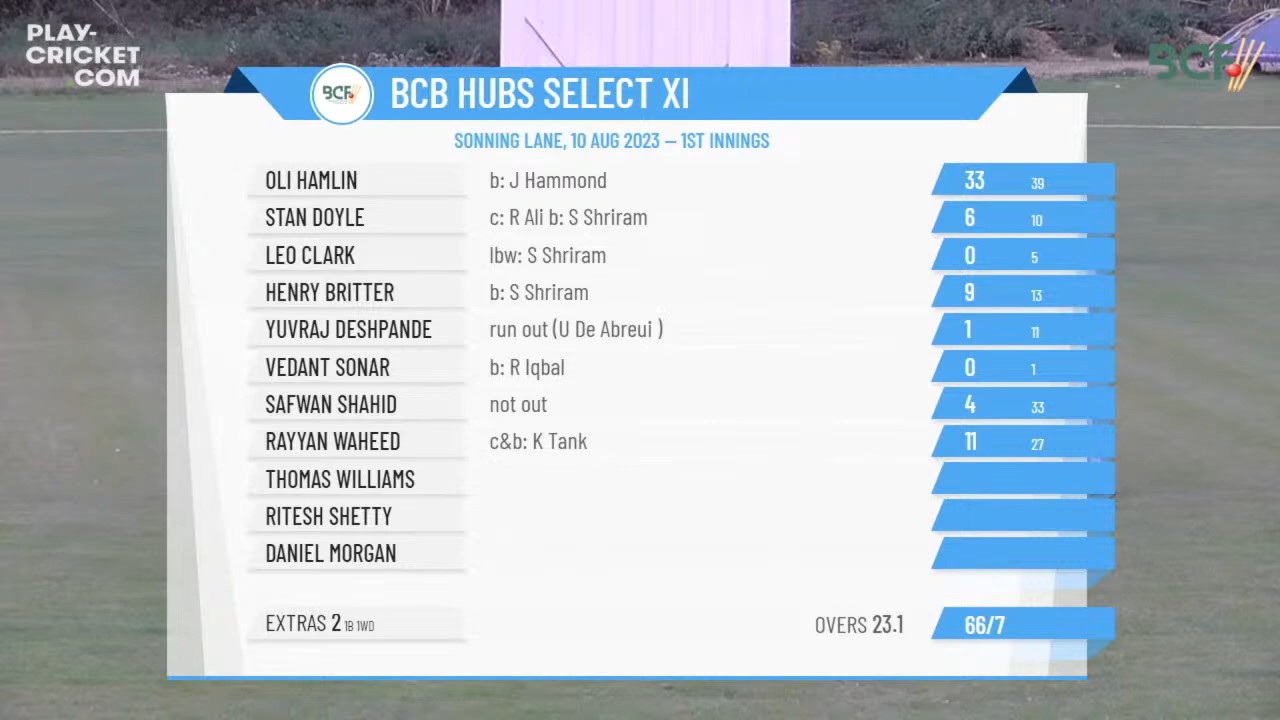 PLAY-
CRICKET
COM
BCF
BCF
BCB HUBS SELECT XI
SONNING LANE, 10 AUG 2023 – 1ST INNINGS
OLI HAMLIN b: J Hammond 33 39
STAN DOYLE c: R Ali b: S Shriram 6 10
LEO CLARK lbw: S Shriram 0 5
HENRY BRITTER b: S Shriram 9 13
YUVRAJ DESHPANDE run out (U De Abreui ) 1 11
VEDANT SONAR b: R Iqbal 0 1
SAFWAN SHAHID not out 4 33
RAYYAN WAHEED c&b: K Tank 11 27
THOMAS WILLIAMS
RITESH SHETTY
DANIEL MORGAN
EXTRAS 2 1B 1WD OVERS 23.1 66/7